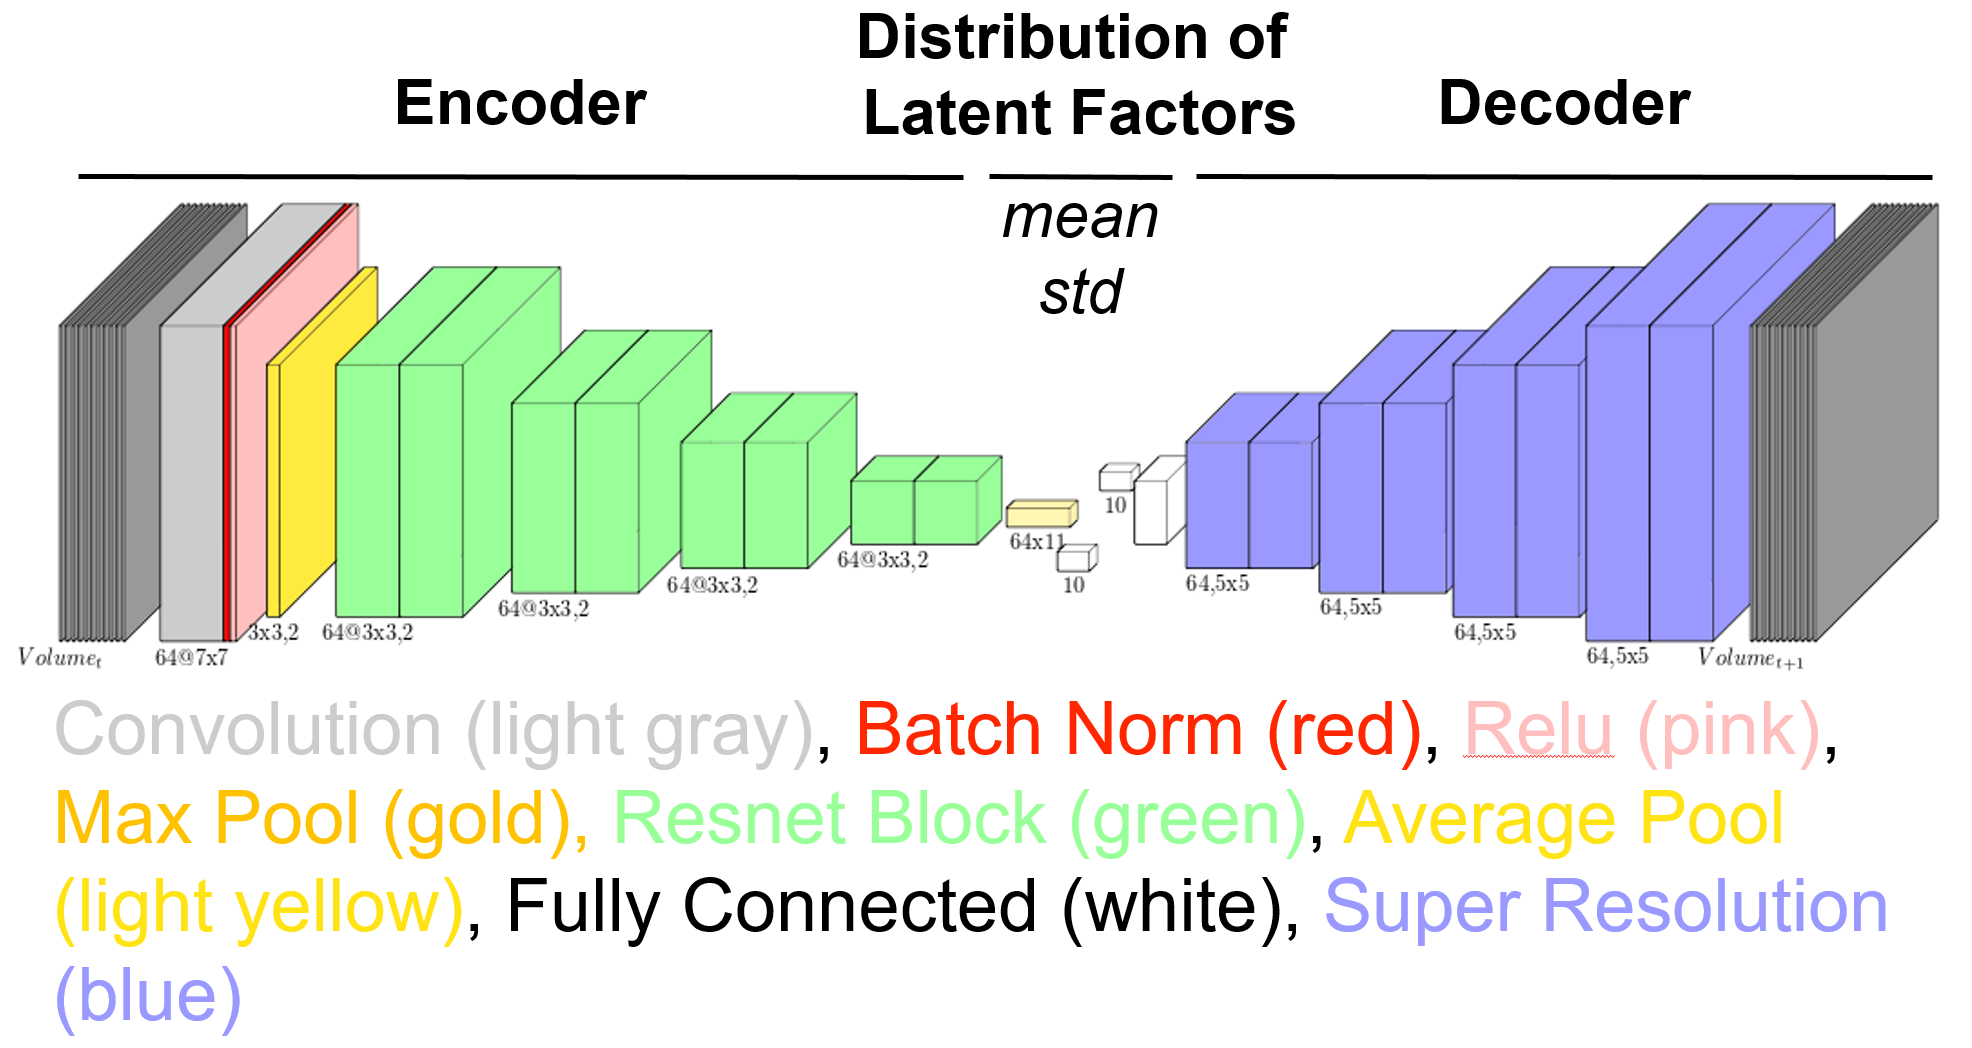 Distribution of
Latent Factors
Encoder
Decoder
mean
std
Volume_t
64@7x7
3x3,2
64@3x3,2
64@3x3,2
64@3x3,2
64@3x3,2
64x11
10
10
64,5x5
64,5x5
64,5x5
64,5x5
Volume_{t+1}
Convolution (light gray), Batch Norm (red), Relu (pink),
Max Pool (gold), Resnet Block (green), Average Pool
(light yellow), Fully Connected (white), Super Resolution
(blue)